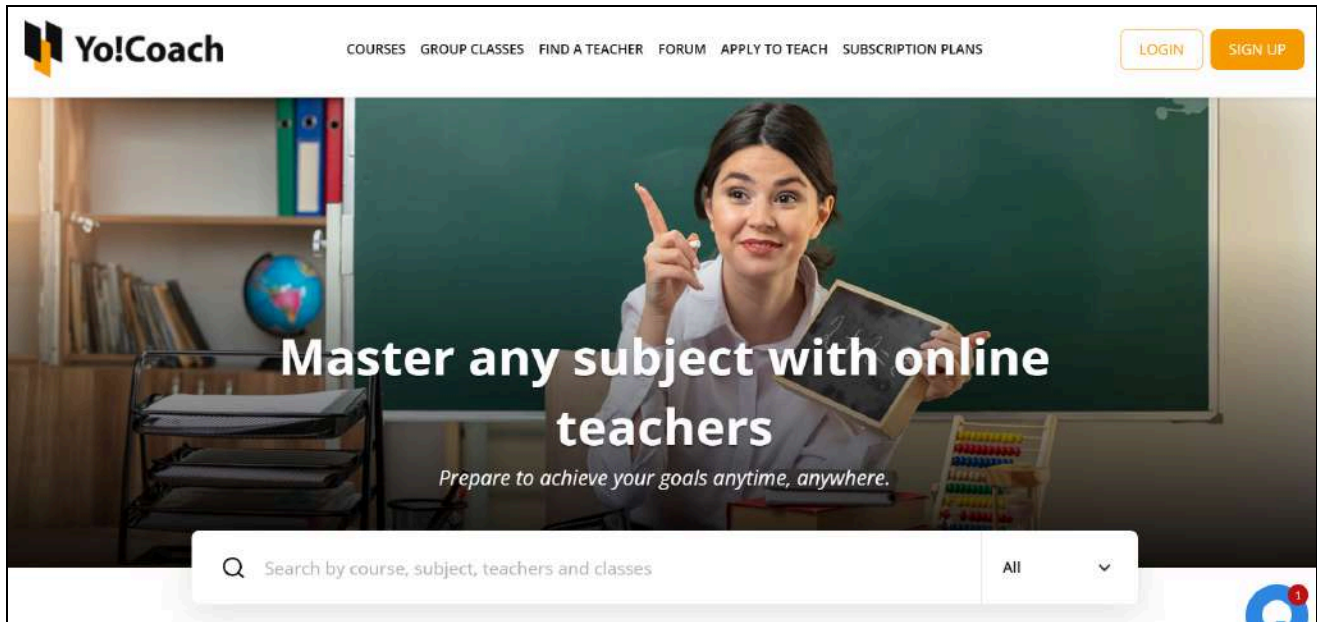 Yo!Coach
COURSES GROUP CLASSES FIND A TEACHER FORUM APPLY TO TEACH SUBSCRIPTION PLANS
LOGIN
SIGN UP
Master any subject with online
teachers
Prepare to achieve your goals anytime, anywhere.
Search by course, subject, teachers and classes
All
1